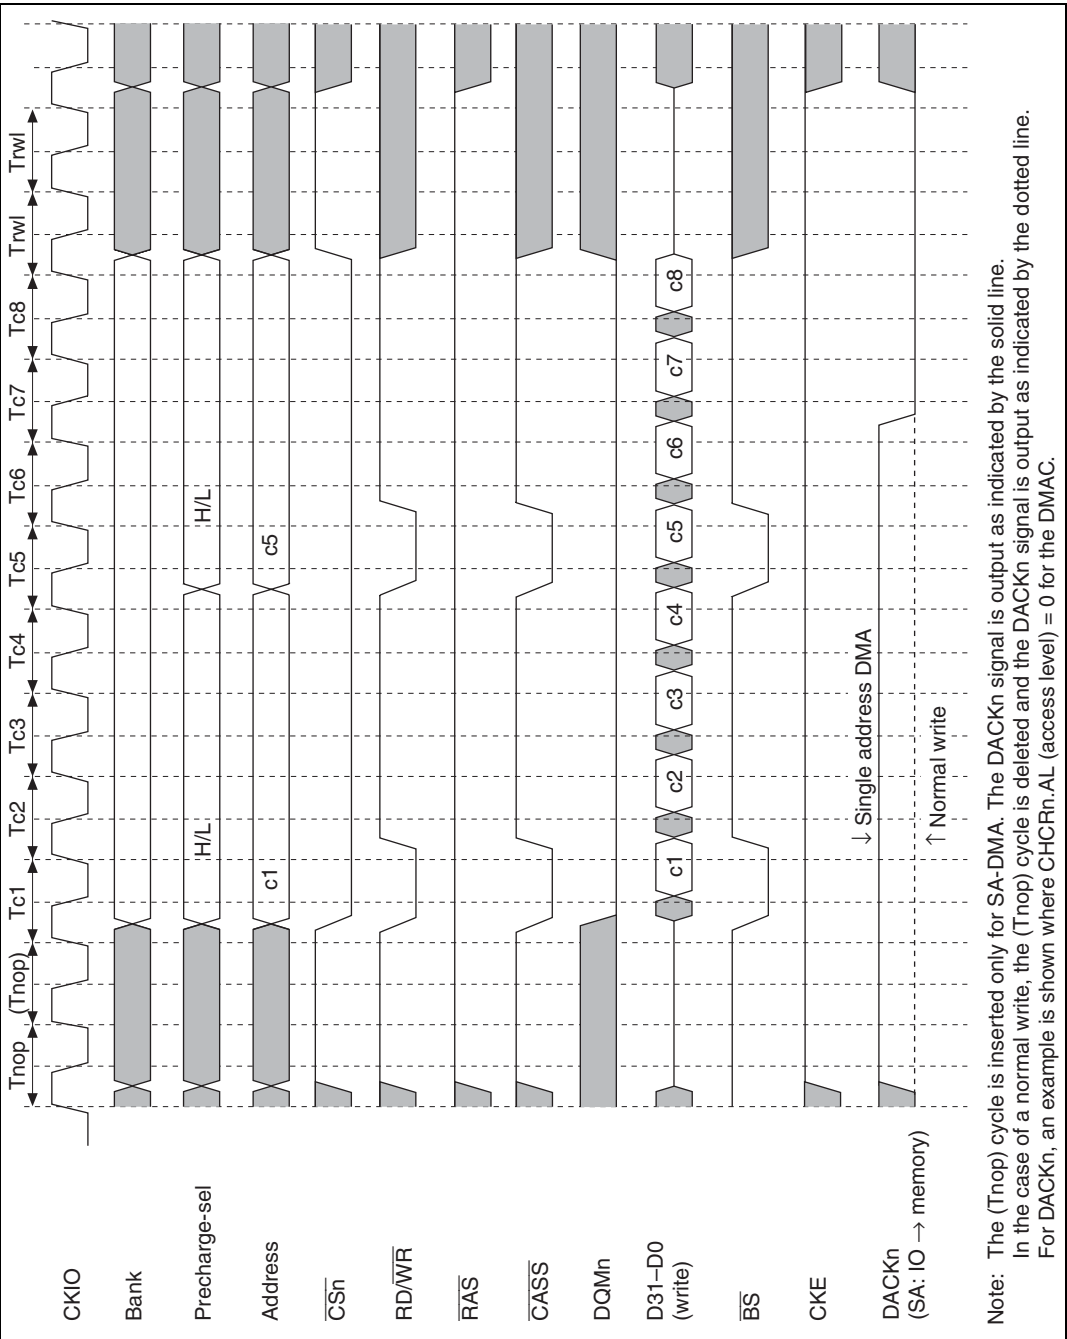 Tnop (Tnop) Tc1 Tc2 Tc3 Tc4 Tc5 Tc6 Tc7 Tc8 Trwl Trwl
CKIO
Bank
Precharge-sel
H/L H/L
Address
c1 c5
CSn
RD/WR
RAS
CASS
DQMn
D31–D0
(write)
c1 c2 c3 c4 c5 c6 c7 c8
BS
CKE
↓ Single address DMA
DACKn
(SA: IO → memory)
↑ Normal write
Note: The (Tnop) cycle is inserted only for SA-DMA. The DACKn signal is output as indicated by the solid line.
In the case of a normal write, the (Tnop) cycle is deleted and the DACKn signal is output as indicated by the dotted line.
For DACKn, an example is shown where CHCRn.AL (access level) = 0 for the DMAC.